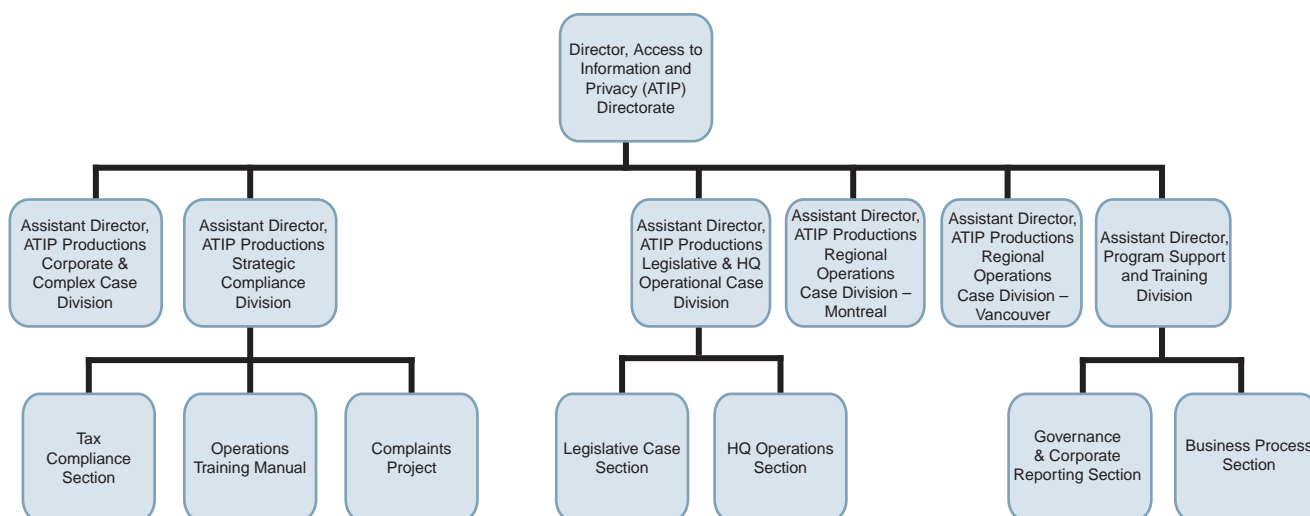 Director, Access to
Information and
Privacy (ATIP)
Directorate
Assistant Director,
ATIP Productions
Corporate &
Complex Case
Division
Assistant Director,
ATIP Productions
Strategic
Compliance
Division
Assistant Director,
ATIP Productions
Legislative & HQ
Operational Case
Division
Assistant Director,
ATIP Productions
Regional
Operations
Case Division –
Montreal
Assistant Director,
ATIP Productions
Regional
Operations
Case Division –
Vancouver
Assistant Director,
Program Support
and Training
Division
Tax
Compliance
Section
Operations
Training Manual
Complaints
Project
Legislative Case
Section
HQ Operations
Section
Governance
& Corporate
Reporting Section
Business Process
Section